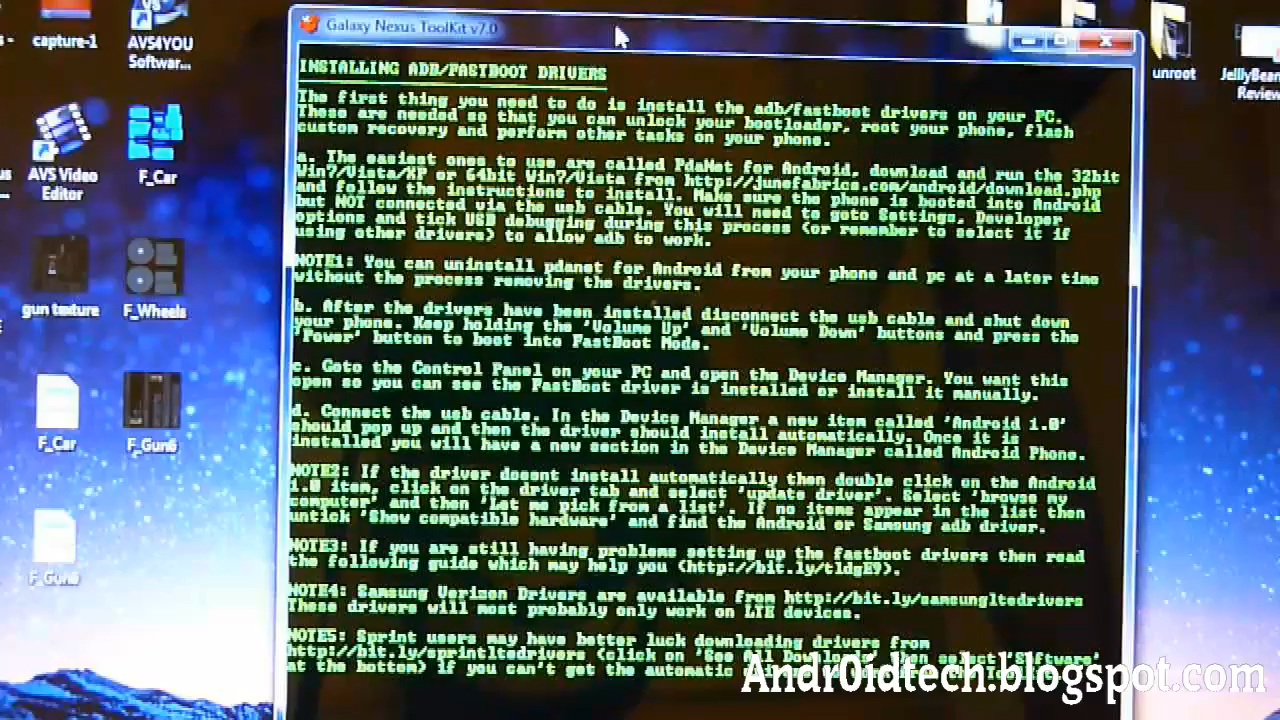 capture-1
AVS4YOU
Softwar...
AVS Video
Editor
F_Car
gun texture
F_Wheels
F_Car
F_Gun6
F_Gun6
unroot
JellyBean
Review
Galaxy Nexus ToolKit v7.0
INSTALLING ADB/FASTBOOT DRIVERS
The first thing you need to do is install the adb/fastboot drivers on your PC.
These are needed so that you can unlock your bootloader, root your phone, flash
custom recovery and perform other tasks on your phone.
a. The easiest ones to use are called PdaNet for Android, download and run the 32bit
Win7/Vista/XP or 64bit Win7/Vista from http://junefabrics.com/android/download.php
and follow the instructions to install. Make sure the phone is booted into Android
but NOT connected via the usb cable. You will need to goto Settings, Developer
options and tick USB debugging during this process (or remember to select it if
using other drivers) to allow adb to work.
NOTE1: You can uninstall pdanet for Android from your phone and pc at a later time
without the process removing the drivers.
b. After the drivers have been installed disconnect the usb cable and shut down
your phone. Keep holding the 'Volume Up' and 'Volume Down' buttons and press the
'Power' button to boot into FastBoot Mode.
c. Goto the Control Panel on your PC and open the Device Manager. You want this
open so you can see the FastBoot driver is installed or install it manually.
d. Connect the usb cable. In the Device Manager a new item called 'Android 1.0'
should pop up and then the driver should install automatically. Once it is
installed you will have a new section in the Device Manager called Android Phone.
NOTE2: If the driver dosent install automatically then double click on the Android
1.0 item, click on the driver tab and select 'update driver'. Select 'browse my
computer' and then 'Let me pick from a list'. If no items appear in the list then
untick 'Show compatible hardware' and find the Android or Samsung adb driver.
NOTE3: If you are still having problems setting up the fastboot drivers then read
the following guide which may help you (http://bit.ly/tldgE9).
NOTE4: Samsung Verizon Drivers are available from http://bit.ly/samsungltedrivers
These drivers will most probably only work on LTE devices.
NOTE5: Sprint users may have better luck downloading drivers from
http://bit.ly/sprintltedrivers (click on 'See All Downloads' then select 'Software'
at the bottom) if you can't get the automatic
Andr0idtech.blogspot.com